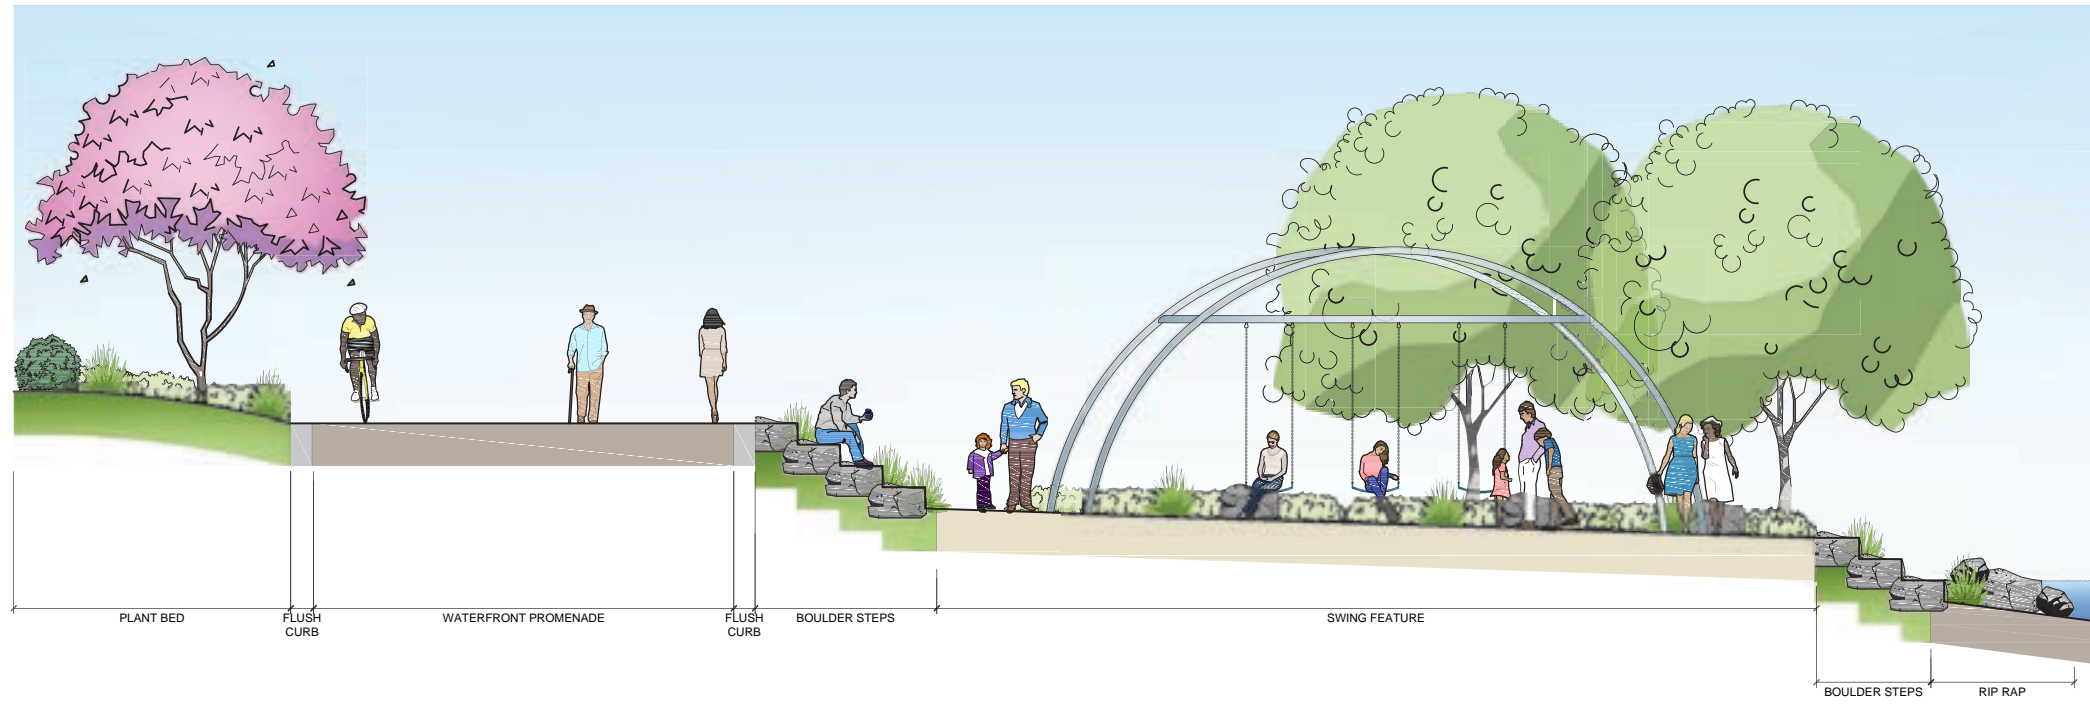 PLANT BED
FLUSH
CURB
WATERFRONT PROMENADE
FLUSH
CURB
BOULDER STEPS
SWING FEATURE
BOULDER STEPS
RIP RAP